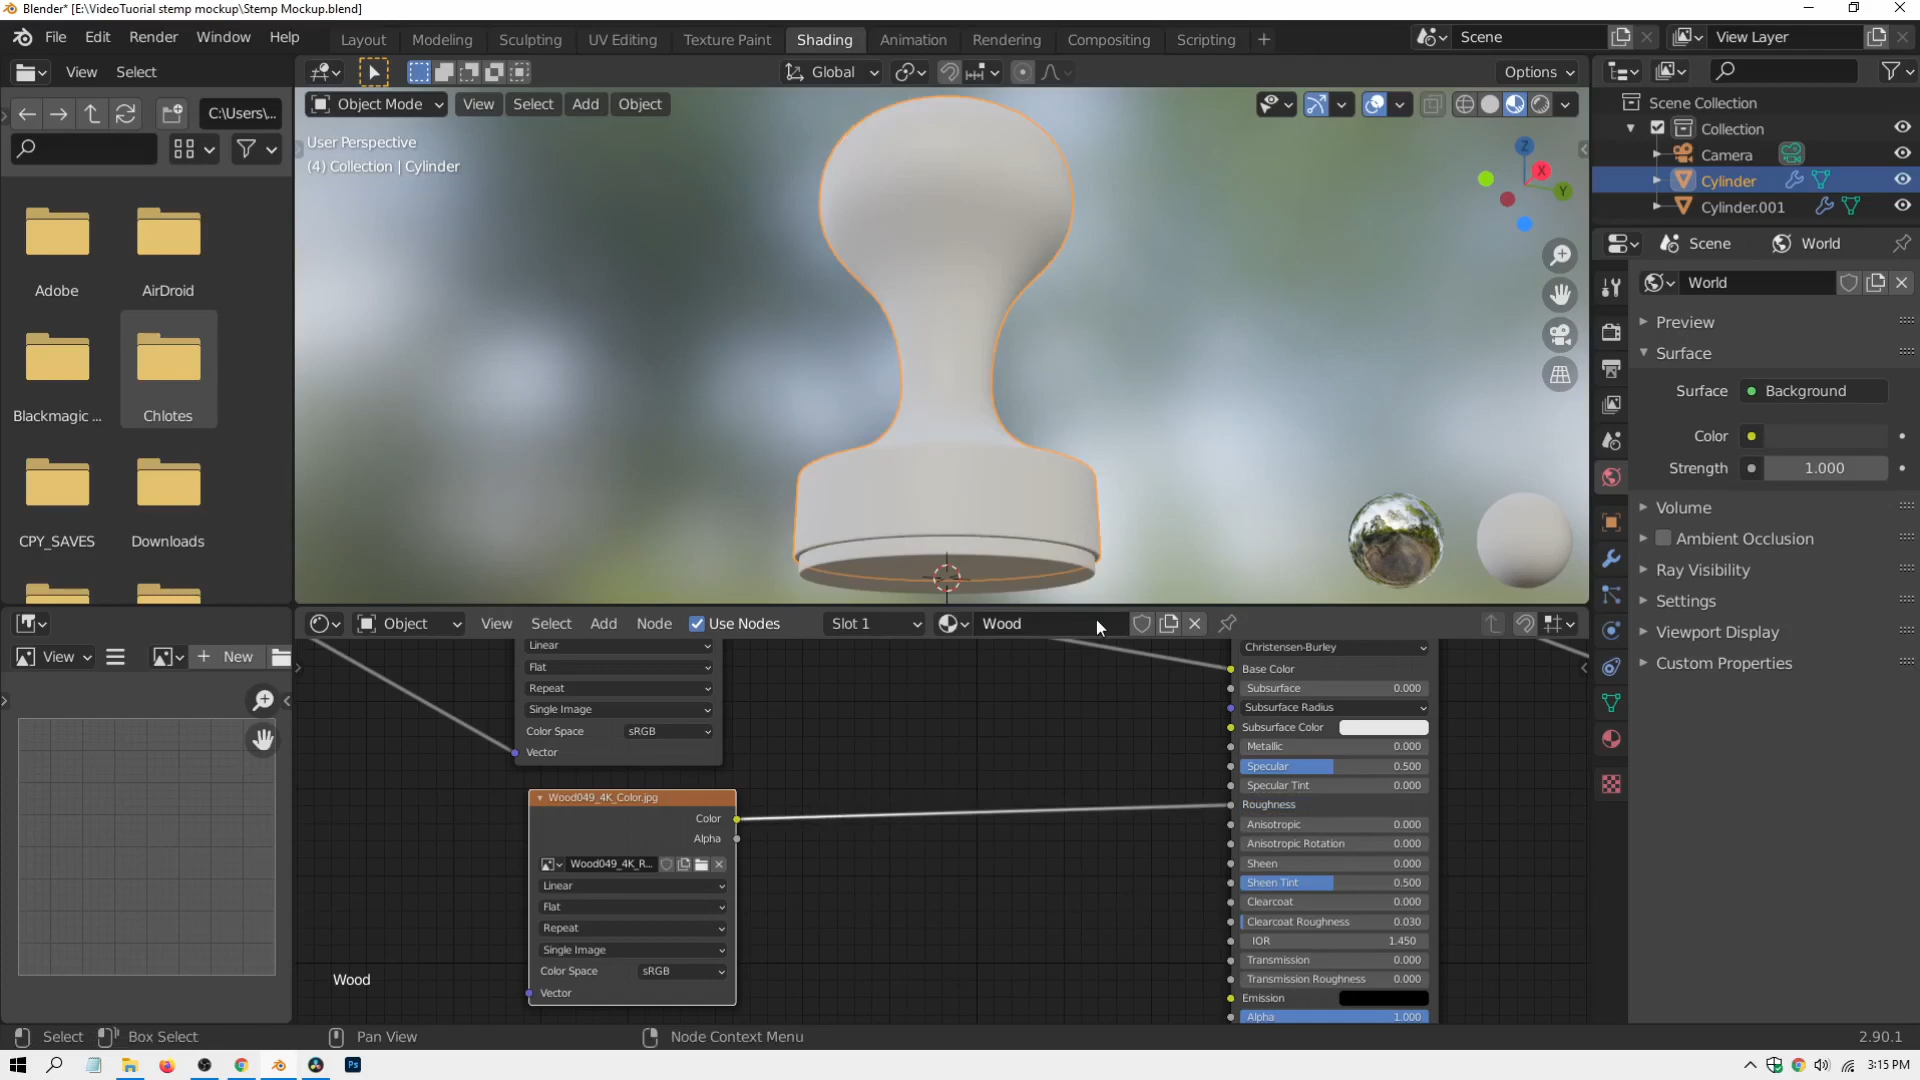 Blender* [E:\VideoTuorial stemp mockup\Stemp Mockup.blend]
File Edit Render Window Help
Layout Modeling Sculpting UV Editing Texture Paint Shading Animation Rendering Compositing Scripting +
Scene
View Layer
View Select
Global
Options
C:\Users\...
Object Mode View Select Add Object
User Perspective
(4) Collection | Cylinder
Z
X
Y
Scene Collection
Collection
Camera
Cylinder
Cylinder.001
Scene World
World
Preview
Surface
Surface Background
Color
Strength 1.000
Volume
Ambient Occlusion
Ray Visibility
Settings
Viewport Display
Custom Properties
Adobe
AirDroid
Blackmagic ...
Chlotes
CPY_SAVES
Downloads
Object View Select Add Node Use Nodes Slot 1 Wood
View
+ New
Linear
Flat
Repeat
Single Image
Color Space sRGB
Vector
Wood049_4K_Color.jpg
Color
Alpha
Wood049_4K_R...
Linear
Flat
Repeat
Single Image
Color Space sRGB
Vector
Christensen-Burley
Base Color
Subsurface 0.000
Subsurface Radius
Subsurface Color
Metallic 0.000
Specular 0.500
Specular Tint 0.000
Roughness
Anisotropic 0.000
Anisotropic Rotation 0.000
Sheen 0.000
Sheen Tint 0.500
Clearcoat 0.000
Clearcoat Roughness 0.030
IOR 1.450
Transmission 0.000
Transmission Roughness 0.000
Emission
Alpha 1.000
Wood
Select Box Select Pan View Node Context Menu
2.90.1
Ps
3:15 PM